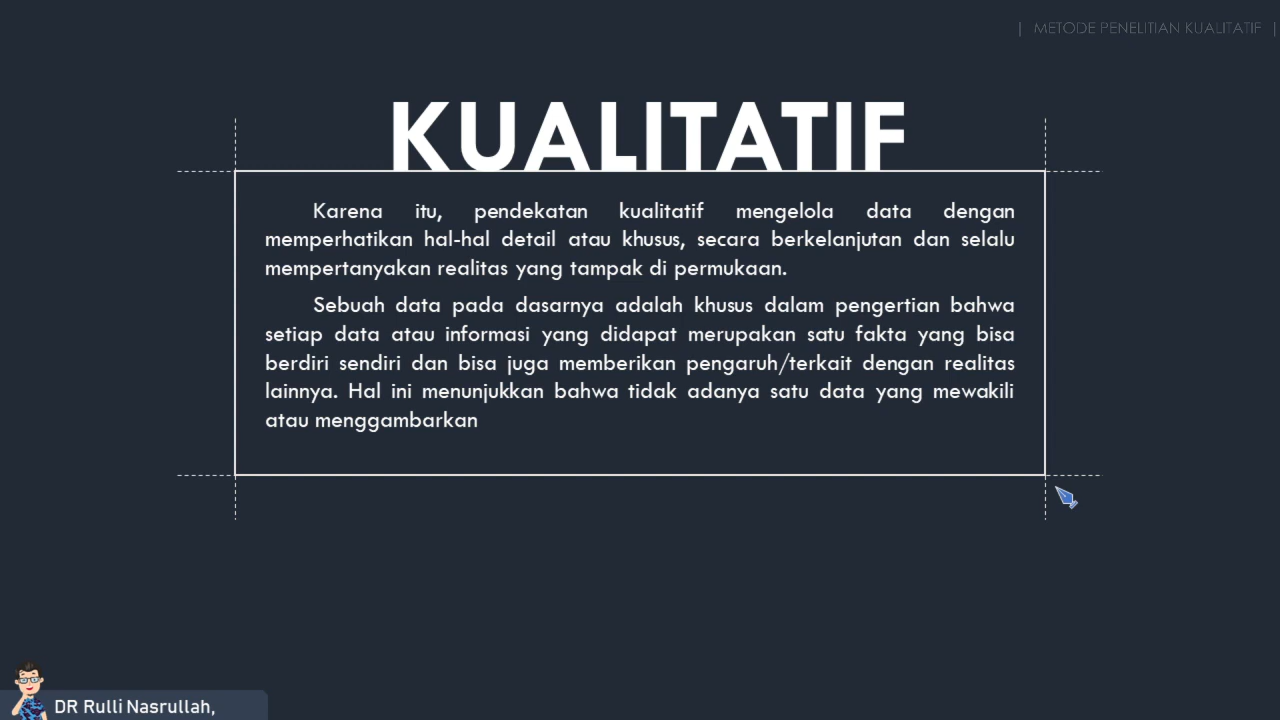 | METODE PENELITIAN KUALITATIF |
KUALITATIF
Karena itu, pendekatan kualitatif mengelola data dengan
memperhatikan hal-hal detail atau khusus, secara berkelanjutan dan selalu
mempertanyakan realitas yang tampak di permukaan.
Sebuah data pada dasarnya adalah khusus dalam pengertian bahwa
setiap data atau informasi yang didapat merupakan satu fakta yang bisa
berdiri sendiri dan bisa juga memberikan pengaruh/terkait dengan realitas
lainnya. Hal ini menunjukkan bahwa tidak adanya satu data yang mewakili
atau menggambarkan
DR Rulli Nasrullah,